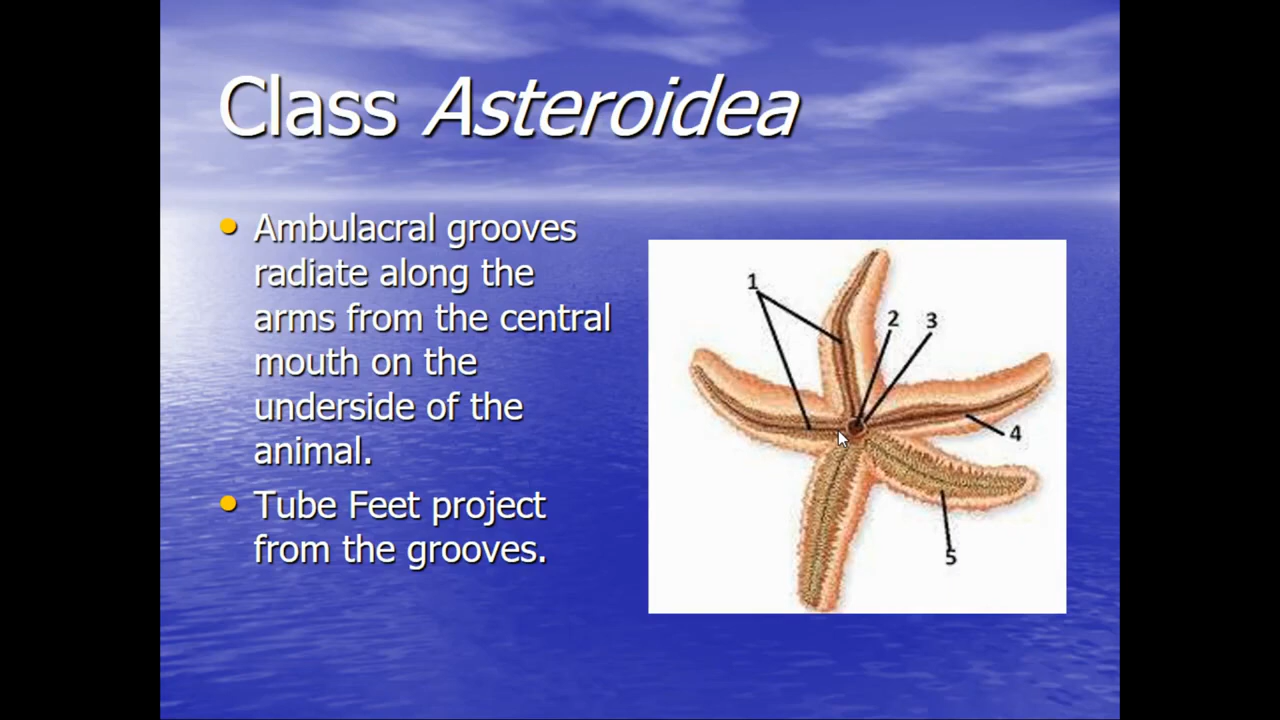 Class Asteroidea
Ambulacral grooves
radiate along the
arms from the central
mouth on the
underside of the
animal.
Tube Feet project
from the grooves.
1
2
3
4
5